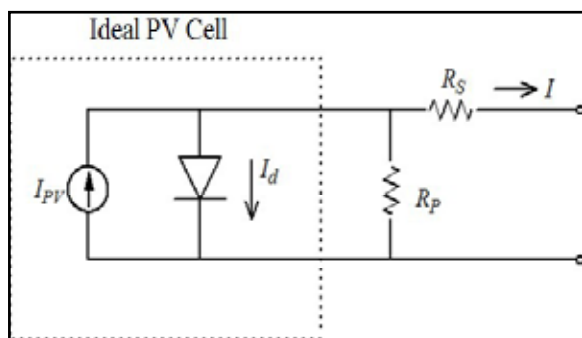 Ideal PV Cell
R_S
I
I_PV
I_d
R_P